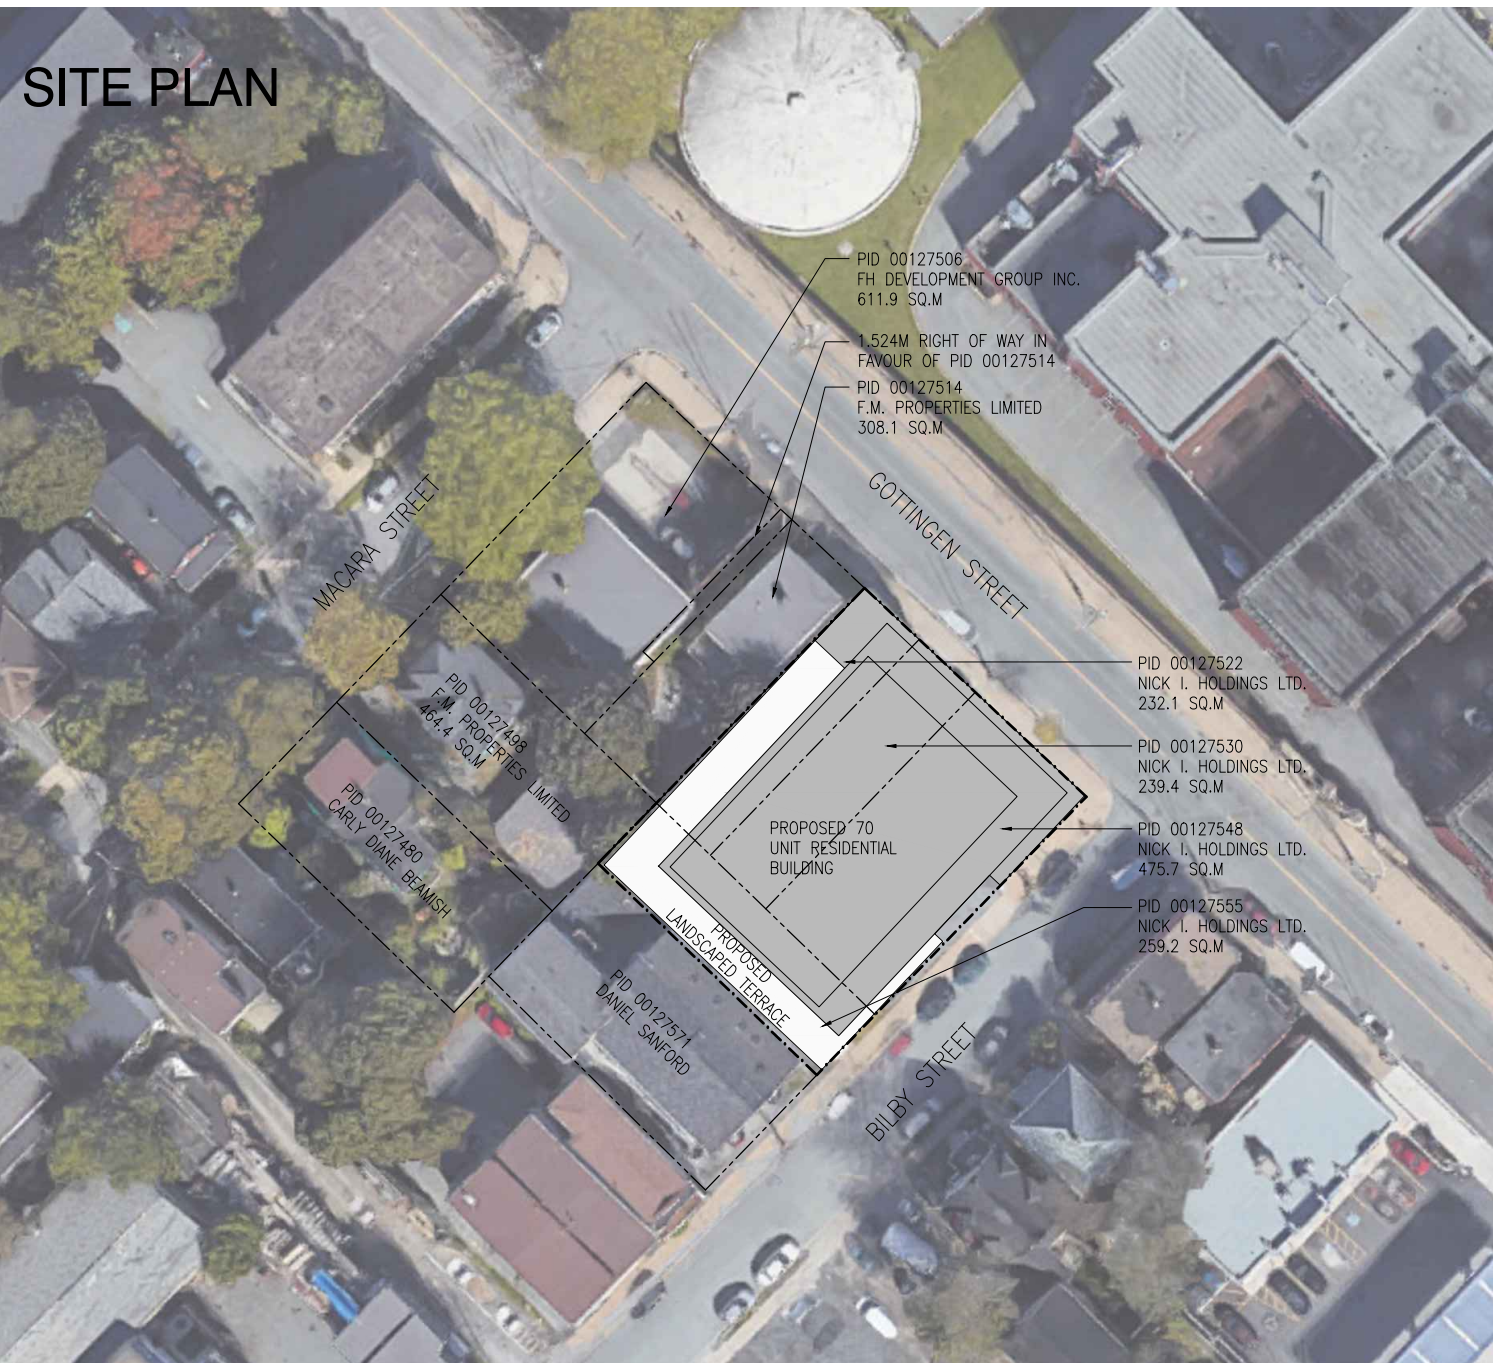 SITE PLAN
PID 00127506
FH DEVELOPMENT GROUP INC.
611.9 SQ.M
1.524M RIGHT OF WAY IN
FAVOUR OF PID 00127514
PID 00127514
F.M. PROPERTIES LIMITED
308.1 SQ.M
GOTTINGEN STREET
MACARA STREET
PID 00127522
NICK I. HOLDINGS LTD.
232.1 SQ.M
PID 00127498
F.M. PROPERTIES LIMITED
464.4 SQ.M
PID 00127530
NICK I. HOLDINGS LTD.
239.4 SQ.M
PID 00127480
CARLY DIANE BEAMISH
PROPOSED 70
UNIT RESIDENTIAL
BUILDING
PID 00127548
NICK I. HOLDINGS LTD.
475.7 SQ.M
PID 00127555
NICK I. HOLDINGS LTD.
259.2 SQ.M
PROPOSED
LANDSCAPED TERRACE
PID 00127571
DANIEL SANFORD
BILBY STREET